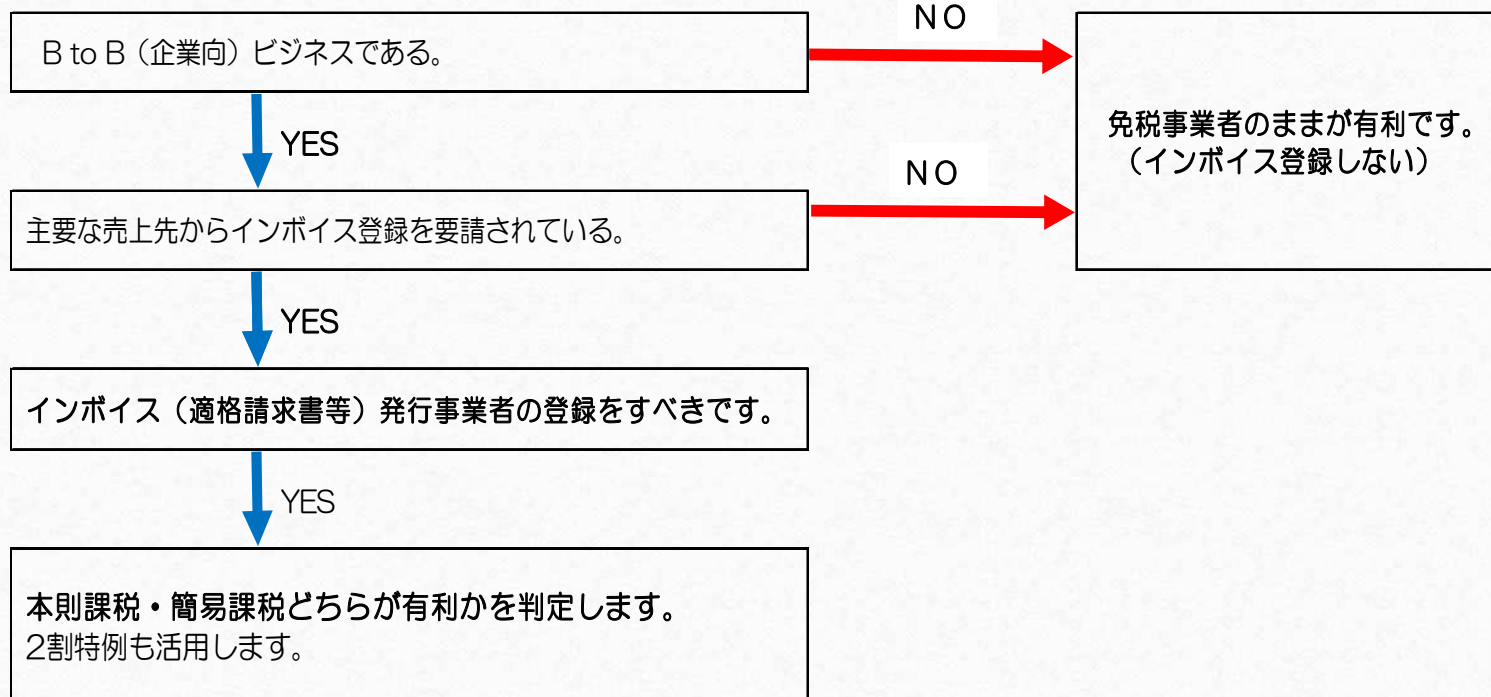 B to B（企業向）ビジネスである。
NO
免税事業者のままが有利です。
（インボイス登録しない）
YES
NO
主要な売上先からインボイス登録を要請されている。
YES
インボイス（適格請求書等）発行事業者の登録をすべきです。
YES
本則課税・簡易課税どちらが有利かを判定します。
2割特例も活用します。